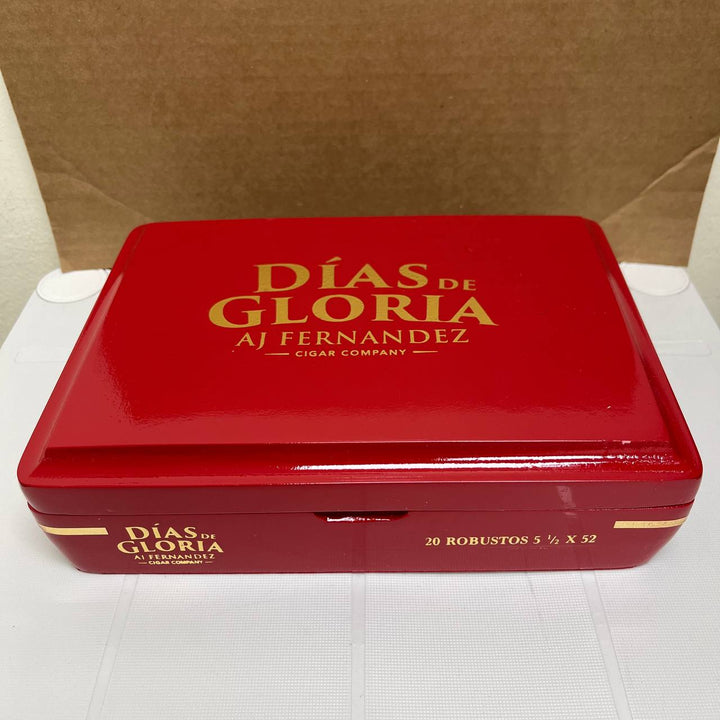 DÍAS DE
GLORIA
AJ FERNANDEZ
CIGAR COMPANY
DÍAS DE
GLORIA
AJ FERNANDEZ
CIGAR COMPANY
20 ROBUSTOS 5 ½ X 52